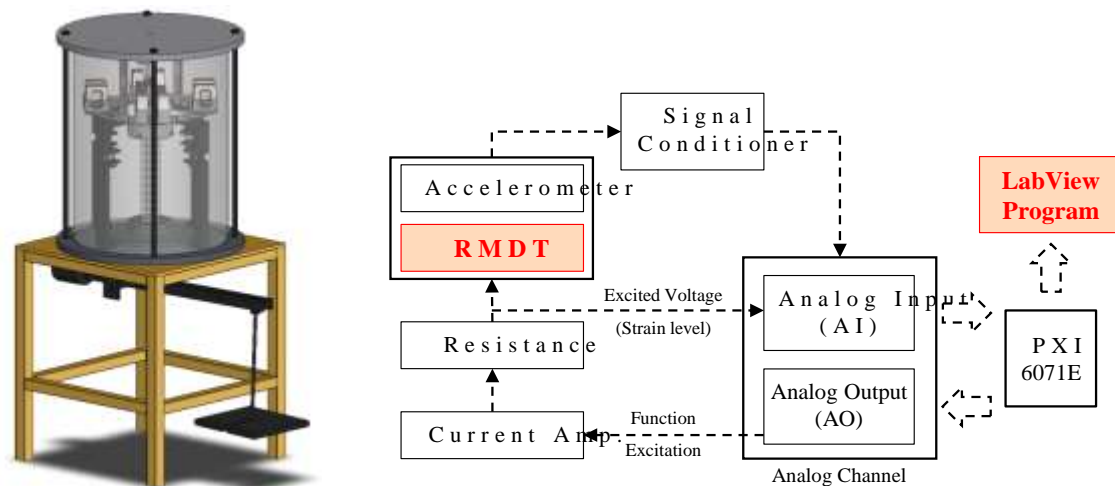 Signal
Conditioner
LabView
Program
Accelerometer
RMDT
Excited Voltage
(Strain level)
Analog Input
(AI)
Resistance
PXI
6071E
Analog Output
(AO)
Function
Current Amp.
Excitation
Analog Channel